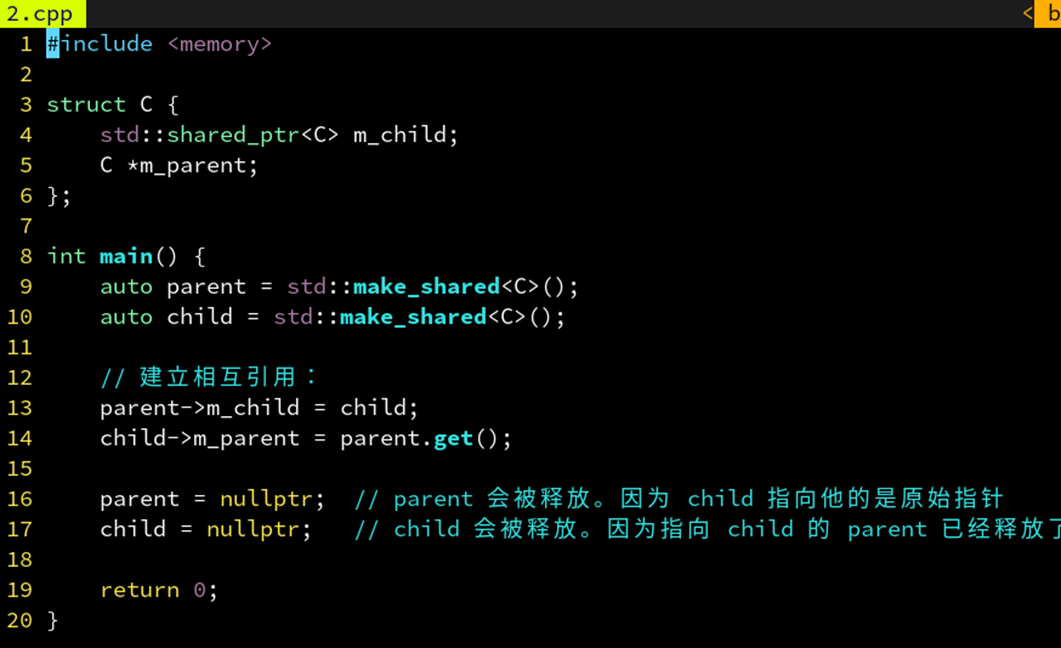 2.cpp < b
1 #include <memory>
2
3 struct C {
4     std::shared_ptr<C> m_child;
5     C *m_parent;
6 };
7
8 int main() {
9     auto parent = std::make_shared<C>();
10     auto child = std::make_shared<C>();
11
12     // 建立相互引用：
13     parent->m_child = child;
14     child->m_parent = parent.get();
15
16     parent = nullptr;  // parent 会被释放。因为 child 指向他的是原始指针
17     child = nullptr;   // child 会被释放。因为指向 child 的 parent 已经释放了
18
19     return 0;
20 }